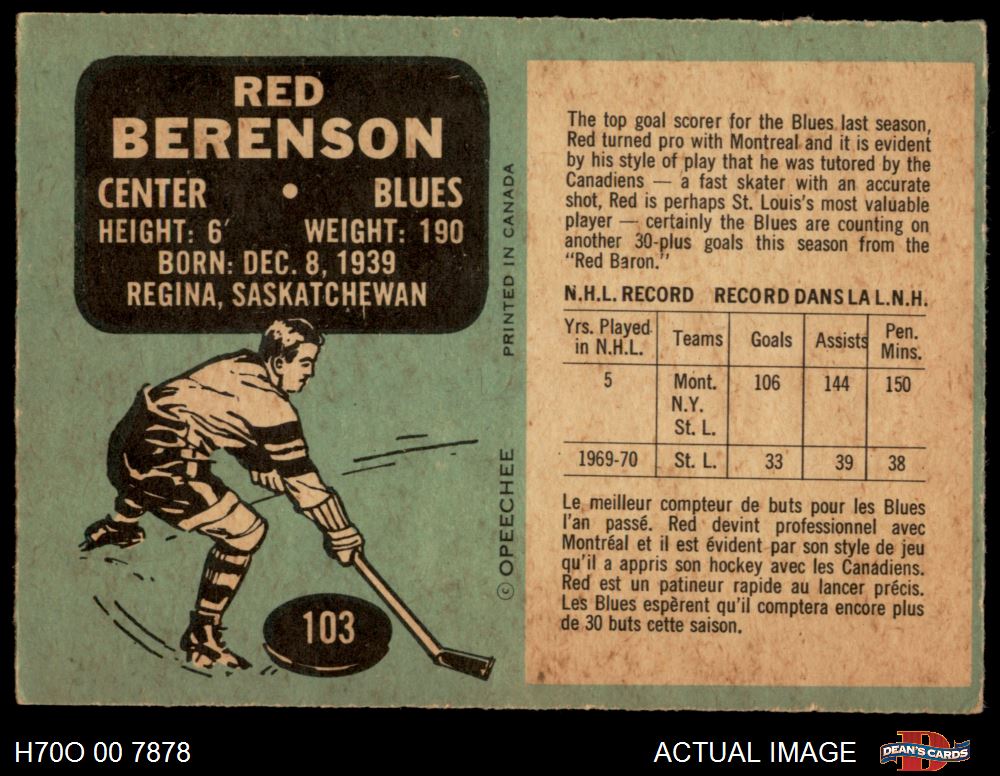 RED
BERENSON
CENTER • BLUES
HEIGHT: 6' WEIGHT: 190
BORN: DEC. 8, 1939
REGINA, SASKATCHEWAN
103
© OPEECHEE PRINTED IN CANADA
The top goal scorer for the Blues last season,
Red turned pro with Montreal and it is evident
by his style of play that he was tutored by the
Canadiens — a fast skater with an accurate
shot, Red is perhaps St. Louis's most valuable
player — certainly the Blues are counting on
another 30-plus goals this season from the
"Red Baron."
N.H.L. RECORD RECORD DANS LA L.N.H.
Yrs. Played in N.H.L. Teams Goals Assists Pen. Mins.
5 Mont. 106 144 150
N.Y.
St. L.
1969-70 St. L. 33 39 38
Le meilleur compteur de buts pour les Blues
l'an passé. Red devint professionnel avec
Montréal et il est évident par son style de jeu
qu'il a appris son hockey avec les Canadiens.
Red est un patineur rapide au lancer précis.
Les Blues espèrent qu'il comptera encore plus
de 30 buts cette saison.
H70O 00 7878 ACTUAL IMAGE D DEAN'S CARDS